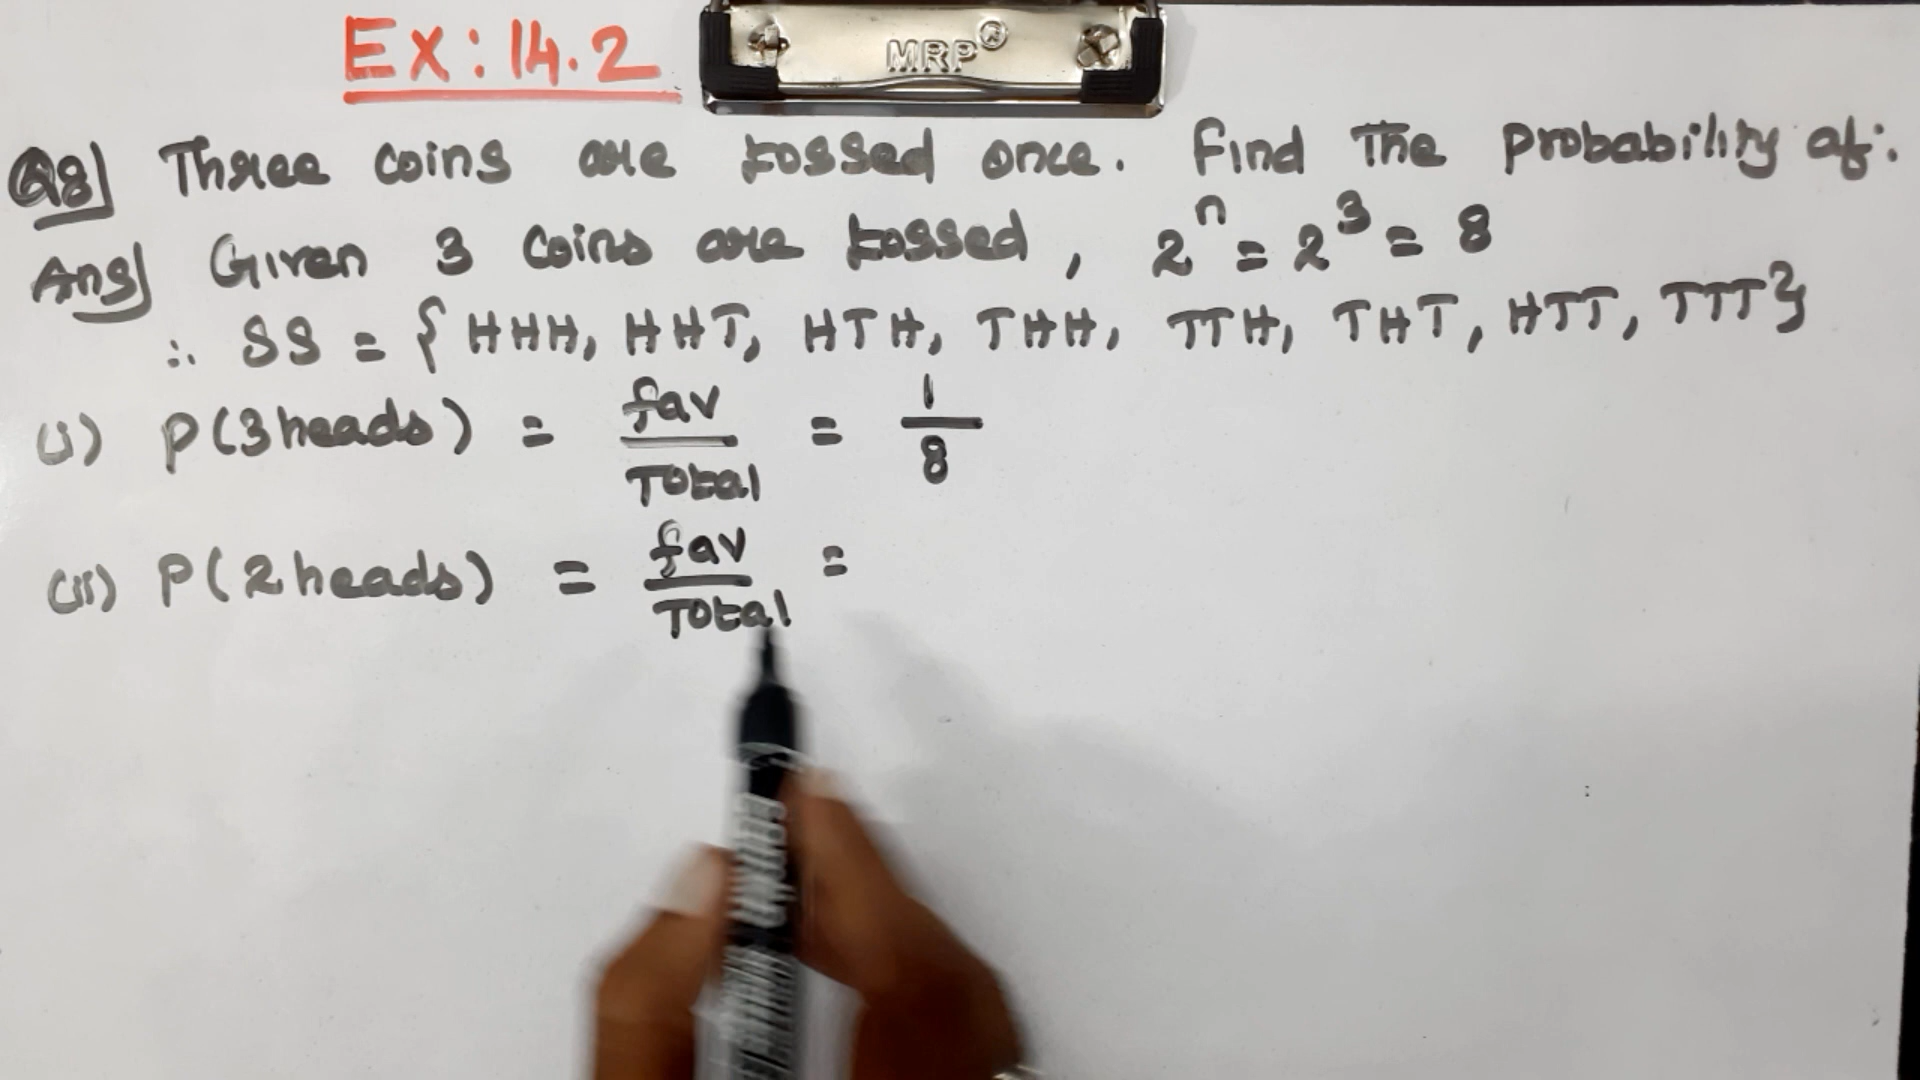 Ex: 14.2
MRP®
Q8] Three coins are tossed once. Find The probability of:
Ans] Given 3 coins are tossed, 2ⁿ = 2³ = 8
∴ SS = { HHH, HHT, HTH, THH, TTH, THT, HTT, TTT}
(i) P(3 heads) = fav/Total = 1/8
(ii) P(2 heads) = fav/Total =